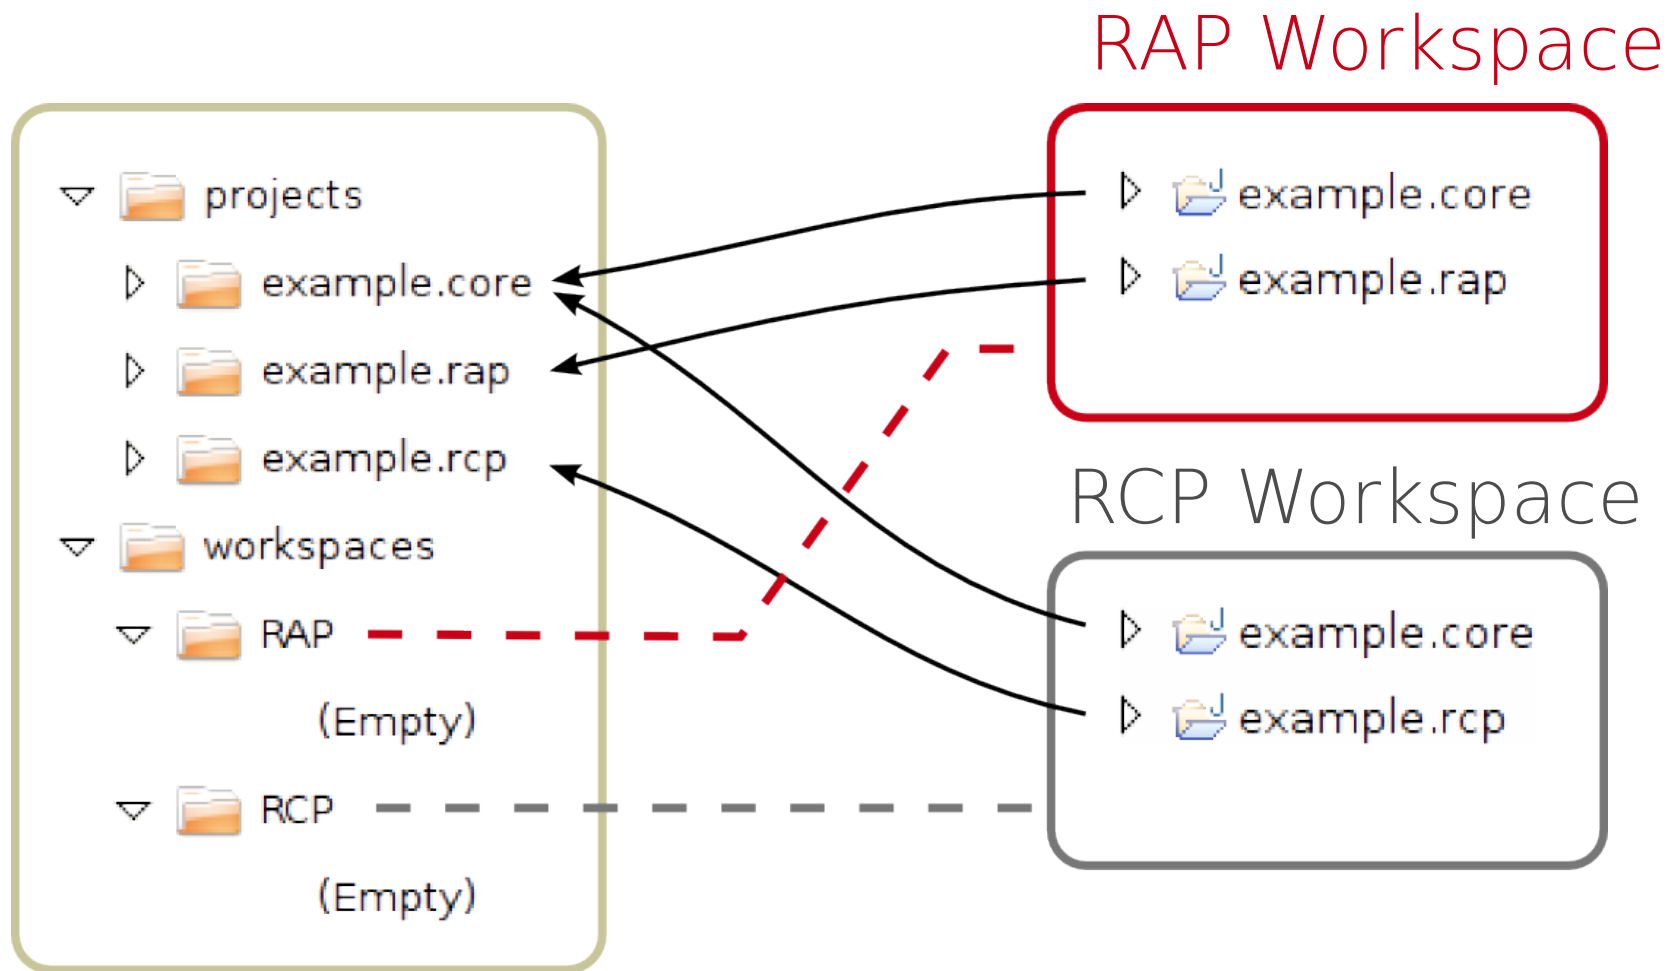 projects
example.core
example.rap
example.rcp
workspaces
RAP
(Empty)
RCP
(Empty)
RAP Workspace
example.core
example.rap
RCP Workspace
example.core
example.rcp